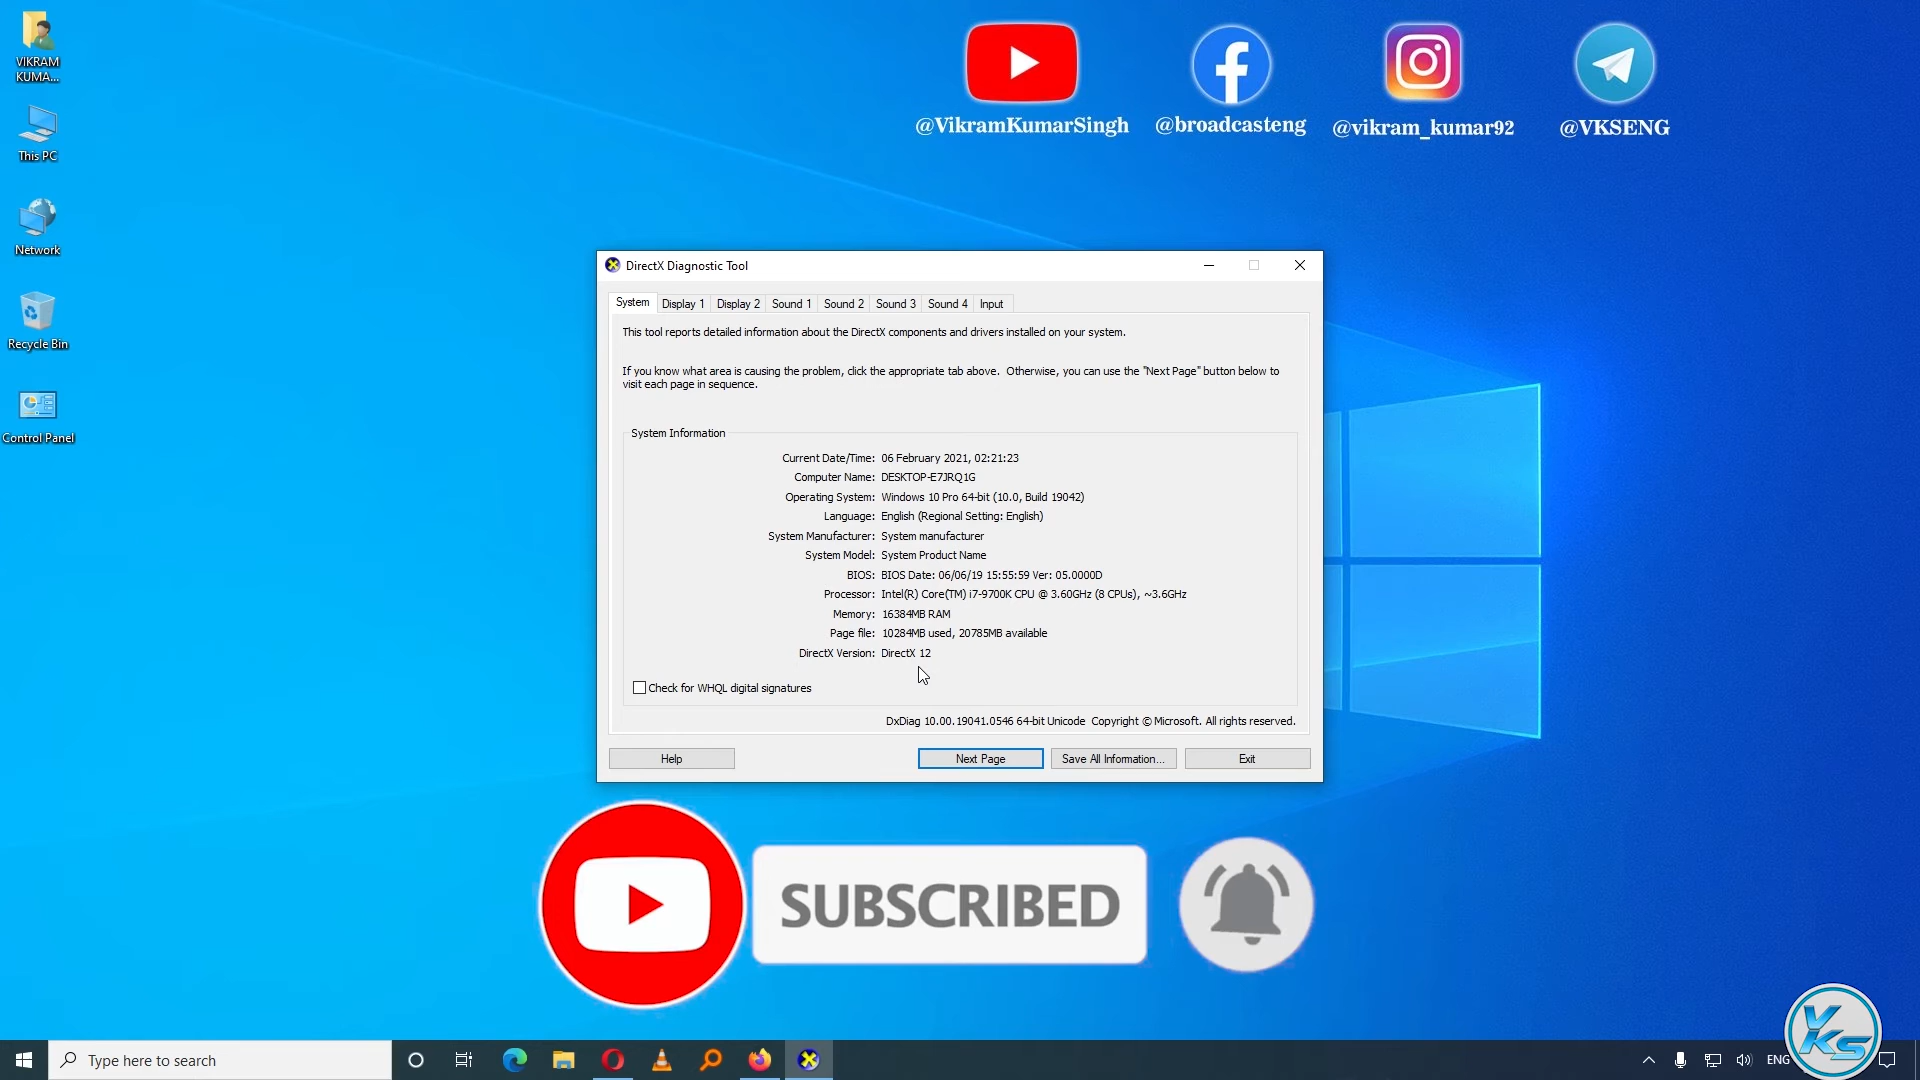 VIKRAM
KUMA...
This PC
Network
Recycle Bin
Control Panel
@VikramKumarSingh
@broadcasteng
@vikram_kumar92
@VKSENG
DirectX Diagnostic Tool
System
Display 1
Display 2
Sound 1
Sound 2
Sound 3
Sound 4
Input
This tool reports detailed information about the DirectX components and drivers installed on your system.
If you know what area is causing the problem, click the appropriate tab above.  Otherwise, you can use the "Next Page" button below to
visit each page in sequence.
System Information
Current Date/Time: 06 February 2021, 02:21:23
Computer Name: DESKTOP-E7JRQ1G
Operating System: Windows 10 Pro 64-bit (10.0, Build 19042)
Language: English (Regional Setting: English)
System Manufacturer: System manufacturer
System Model: System Product Name
BIOS: BIOS Date: 06/06/19 15:55:59 Ver: 05.0000D
Processor: Intel(R) Core(TM) i7-9700K CPU @ 3.60GHz (8 CPUs), ~3.6GHz
Memory: 16384MB RAM
Page file: 10284MB used, 20785MB available
DirectX Version: DirectX 12
Check for WHQL digital signatures
DxDiag 10.00.19041.0546 64-bit Unicode  Copyright © Microsoft. All rights reserved.
Help
Next Page
Save All Information...
Exit
SUBSCRIBED
VKS
Type here to search
ENG